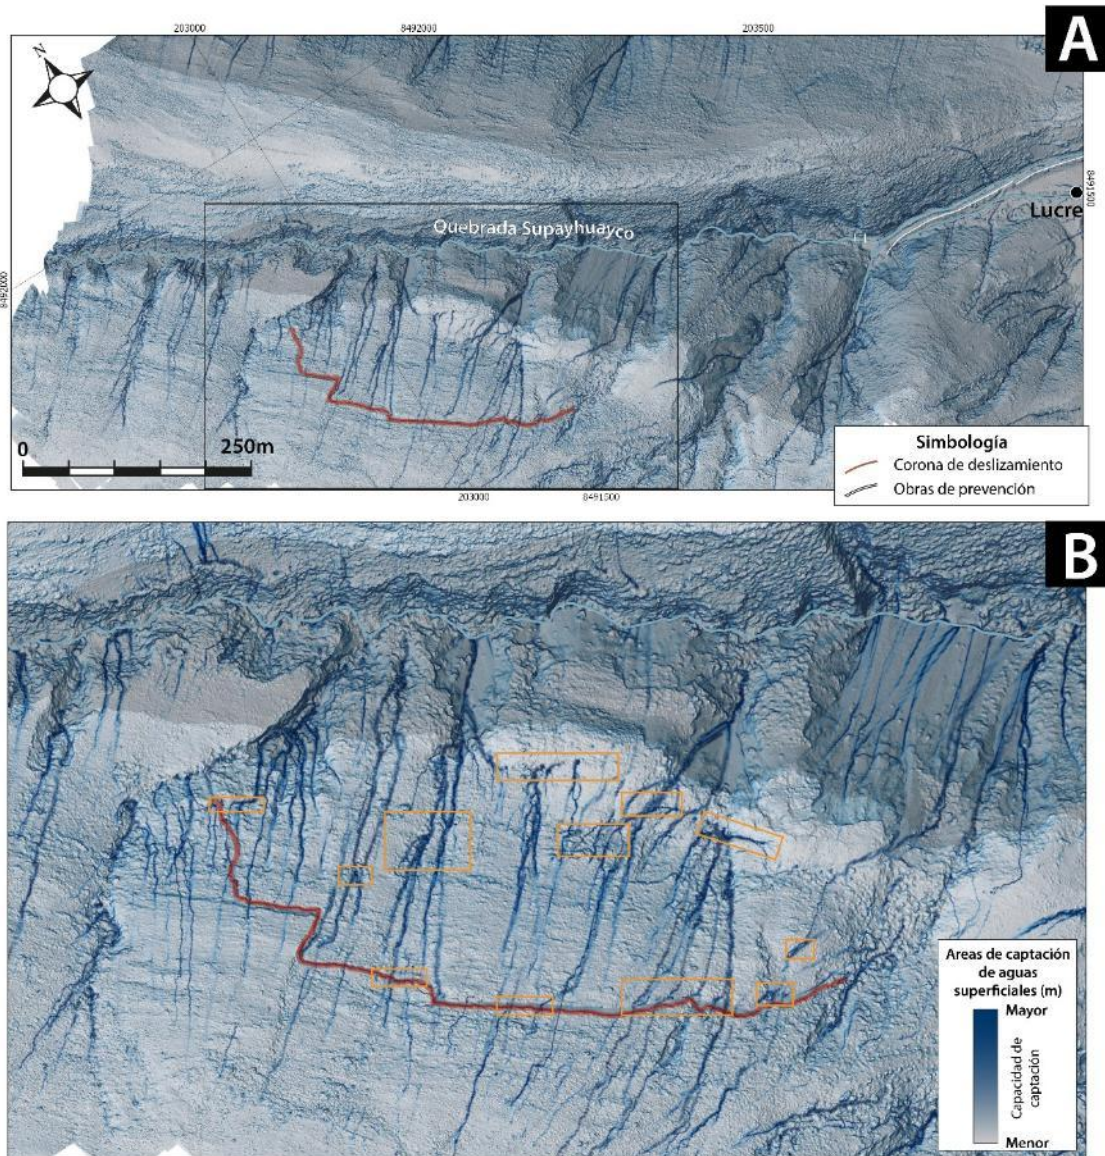 203000
8492000
203500
A
N
8491500
Lucre
Quebrada Supayhuayco
8492000
0
250m
Simbología
Corona de deslizamiento
Obras de prevención
203000
8491500
B
Areas de captación
de aguas
superficiales (m)
Mayor
Capacidad de
captación
Menor